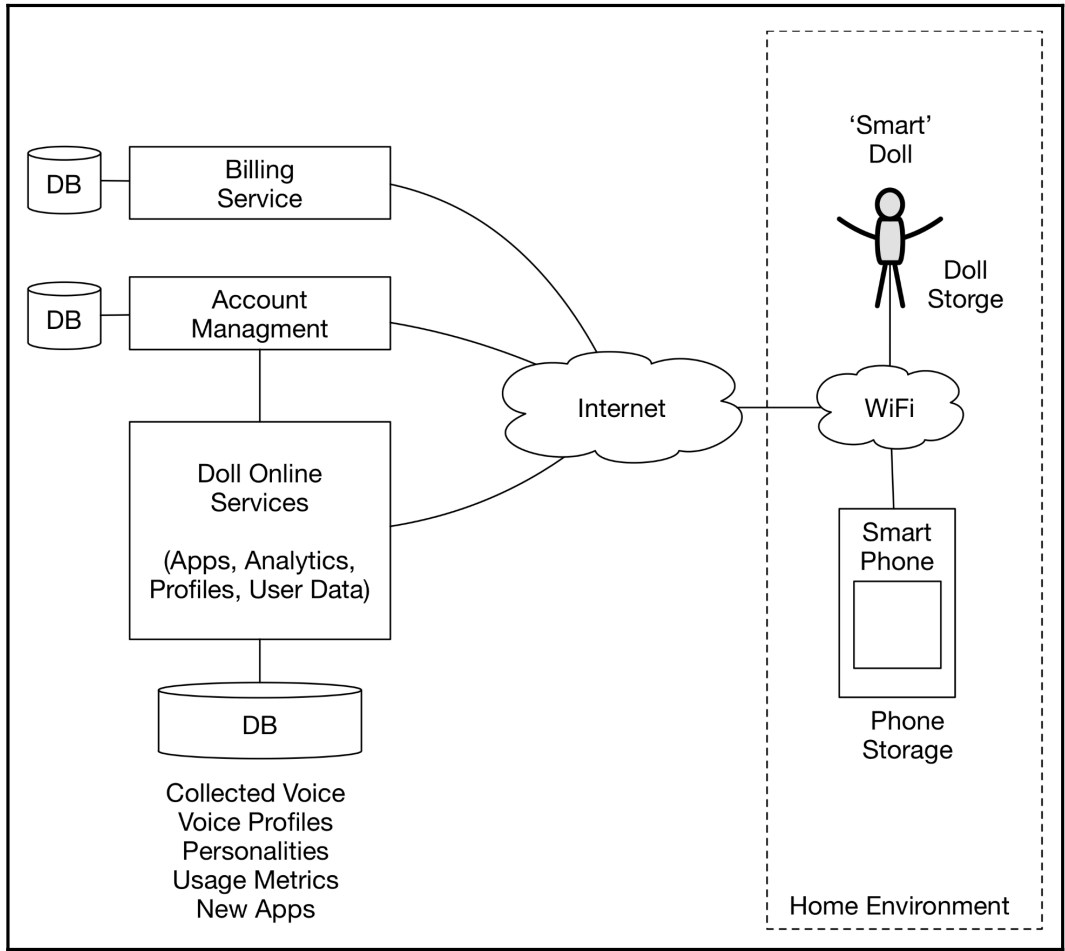 DB
Billing
Service
DB
Account
Managment
Doll Online
Services
(Apps, Analytics,
Profiles, User Data)
DB
Collected Voice
Voice Profiles
Personalities
Usage Metrics
New Apps
Internet
‘Smart’
Doll
Doll
Storge
WiFi
Smart
Phone
Phone
Storage
Home Environment